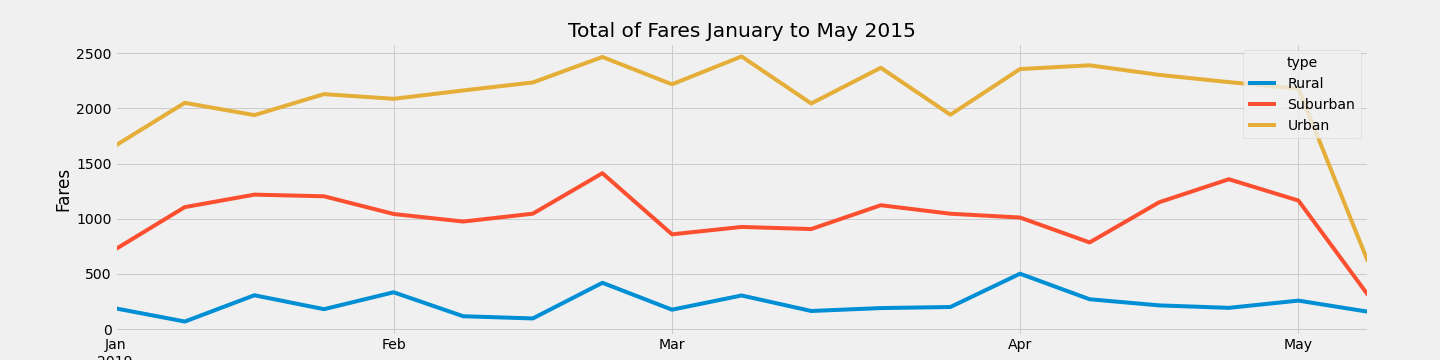 Total of Fares January to May 2015
2500
2000
1500
1000
500
0
Fares
type
Rural
Suburban
Urban
Jan Feb Mar Apr May
2019